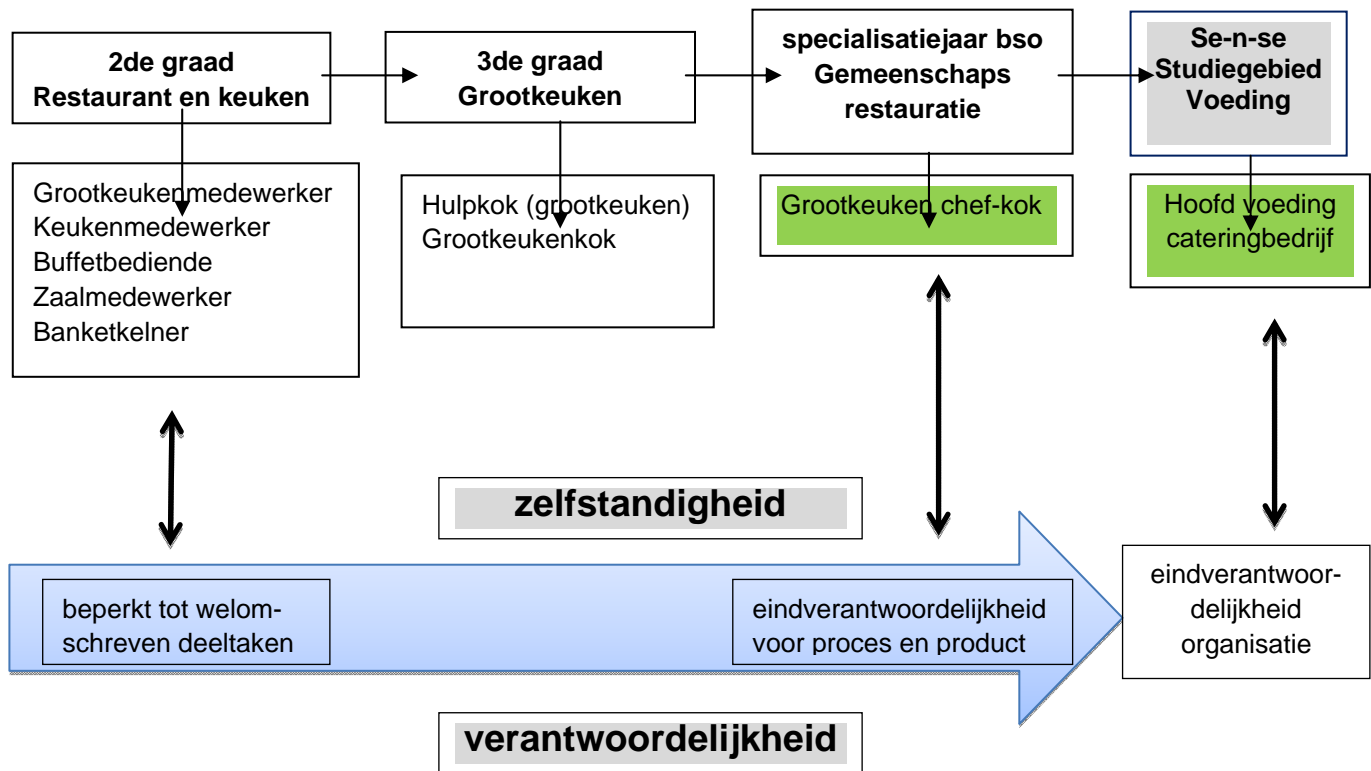 2de graad
Restaurant en keuken
3de graad
Grootkeuken
specialisatiejaar bso
Gemeenschaps
restauratie
Se-n-se
Studiegebied
Voeding
Grootkeukenmedewerker
Keukenmedewerker
Buffetbediende
Zaalmedewerker
Banketkelner
Hulpkok (grootkeuken)
Grootkeukenkok
Grootkeuken chef-kok
Hoofd voeding
cateringbedrijf
zelfstandigheid
beperkt tot welom-
schreven deeltaken
eindverantwoordelijkheid
voor proces en product
eindverantwoor-
delijkheid
organisatie
verantwoordelijkheid